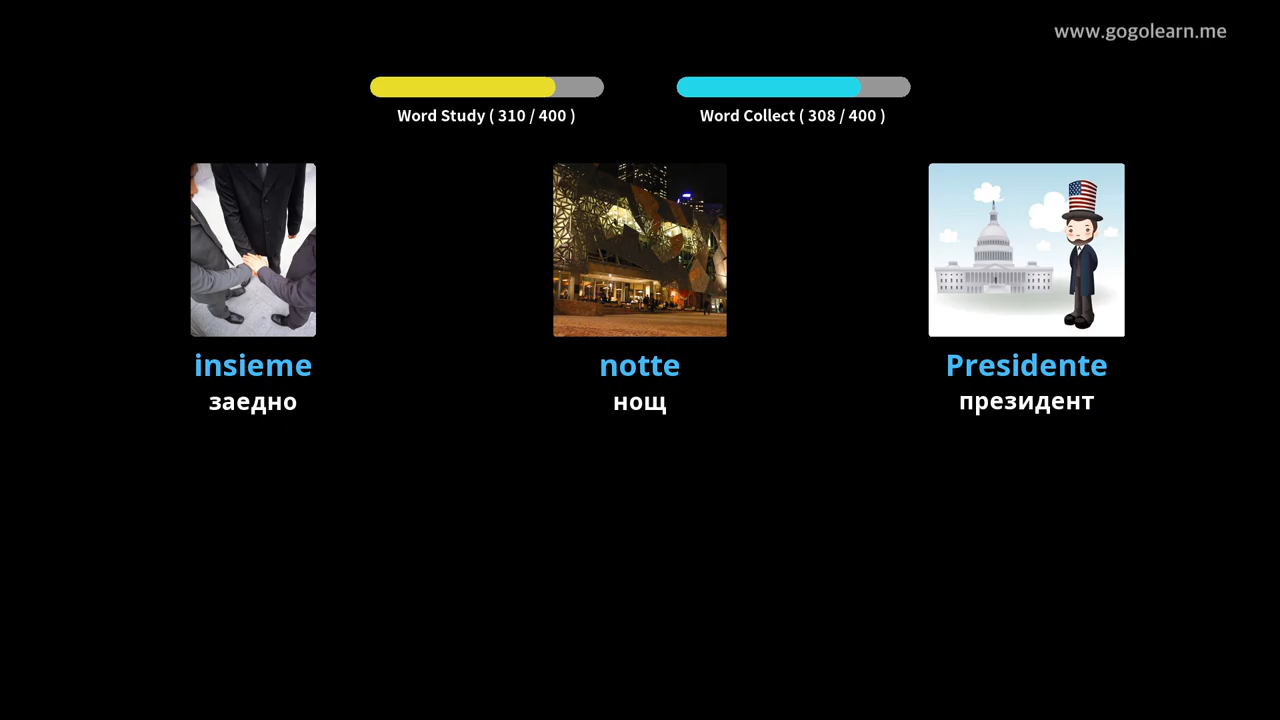 www.gogolearn.me
Word Study ( 310 / 400 )
Word Collect ( 308 / 400 )
insieme
notte
Presidente
заедно
нощ
президент